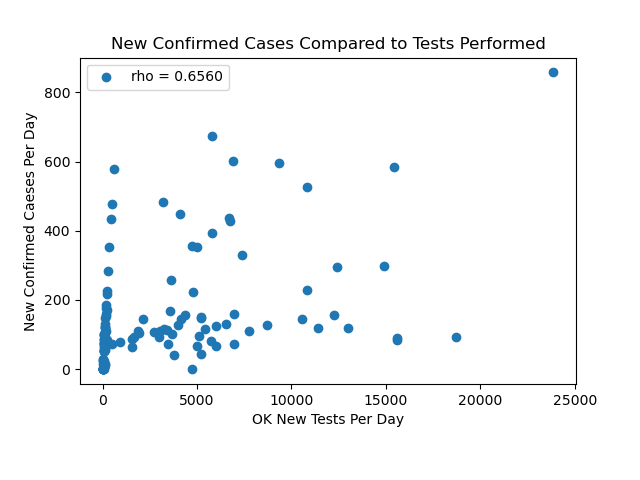 New Confirmed Cases Compared to Tests Performed
rho = 0.6560
New Confirmed Caeses Per Day
800
600
400
200
0
0 5000 10000 15000 20000 25000
OK New Tests Per Day